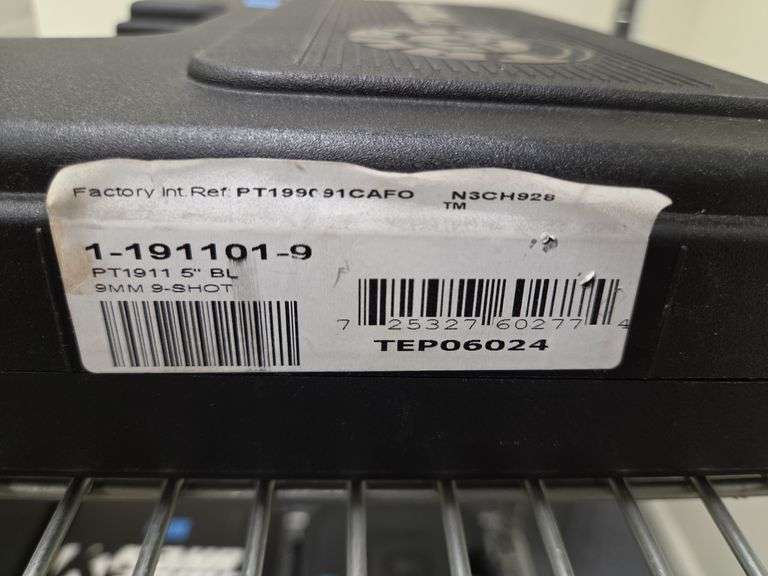 Factory Int.Ref: PT199091CAFO N3CH928
TM
1-191101-9
PT1911 5" BL F
9MM 9-SHOT
7 25327 60277 4
TEP06024